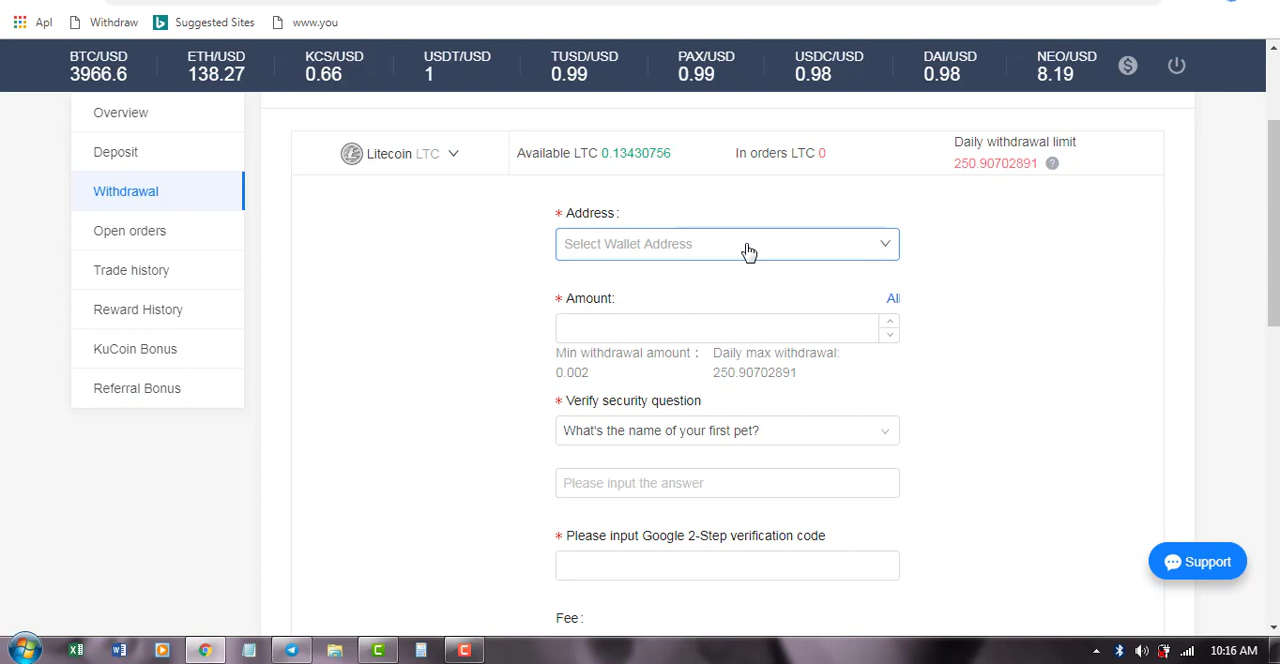 Apl Withdraw Suggested Sites www.you
BTC/USD ETH/USD KCS/USD USDT/USD TUSD/USD PAX/USD USDC/USD DAI/USD NEO/USD
3966.6 138.27 0.66 1 0.99 0.99 0.98 0.98 8.19
Overview
Deposit
Withdrawal
Open orders
Trade history
Reward History
KuCoin Bonus
Referral Bonus
Litecoin LTC Available LTC 0.13430756 In orders LTC 0
Daily withdrawal limit
250.90702891 ?
* Address:
Select Wallet Address
* Amount: All
Min withdrawal amount : Daily max withdrawal:
0.002 250.90702891
* Verify security question
What's the name of your first pet?
Please input the answer
* Please input Google 2-Step verification code
Fee:
Support
10:16 AM